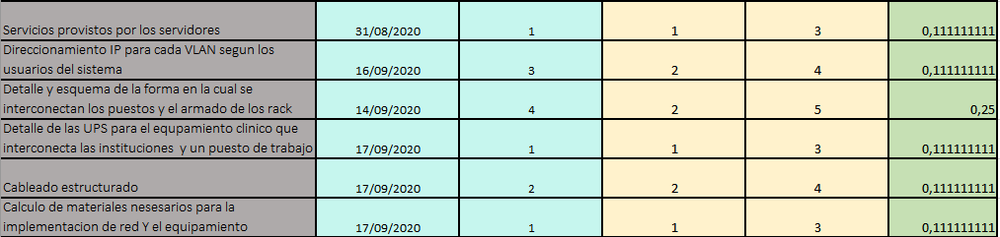 Servicios provistos por los servidores 31/08/2020 1 1 3 0,111111111
Direccionamiento IP para cada VLAN segun los
usuarios del sistema 16/09/2020 3 2 4 0,111111111
Detalle y esquema de la forma en la cual se
interconectan los puestos y el armado de los rack 14/09/2020 4 2 5 0,25
Detalle de las UPS para el equpamiento clinico que
interconecta las instituciones y un puesto de trabajo 17/09/2020 1 1 3 0,111111111
Cableado estructurado 17/09/2020 2 2 4 0,111111111
Calculo de materiales nesesarios para la
implementacion de red Y el equipamiento 17/09/2020 1 1 3 0,111111111